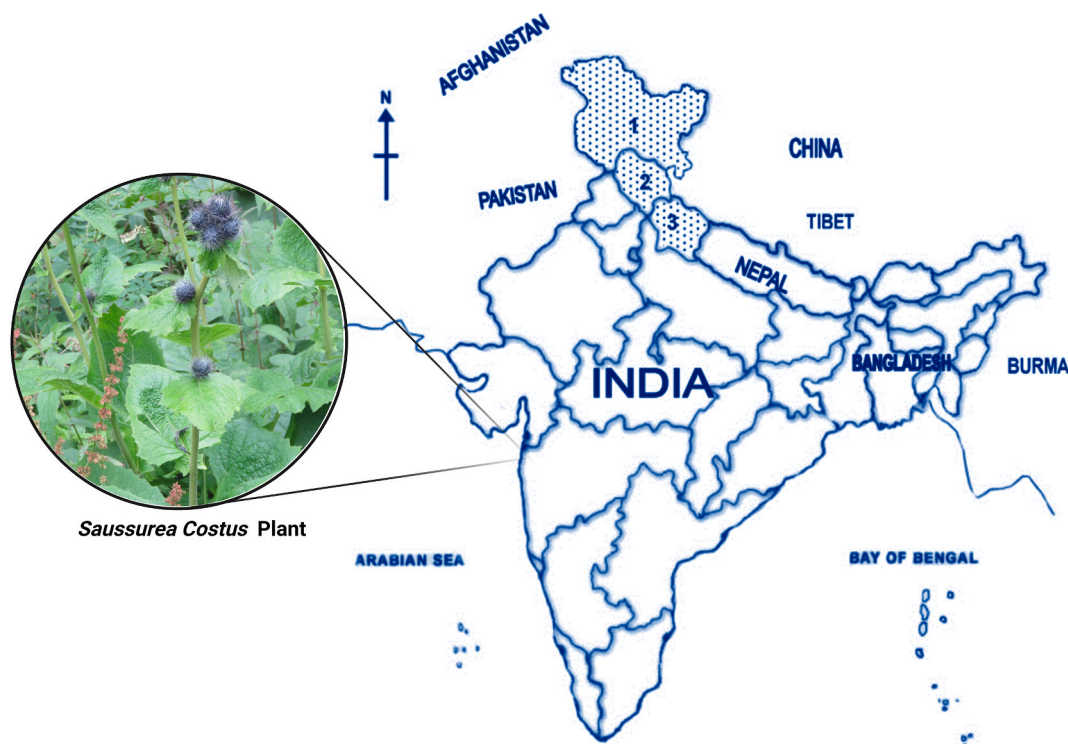 AFGHANISTAN
N
1
CHINA
2
PAKISTAN
3
TIBET
NEPAL
BANGLADESH
BURMA
INDIA
Saussurea Costus Plant
ARABIAN SEA
BAY OF BENGAL